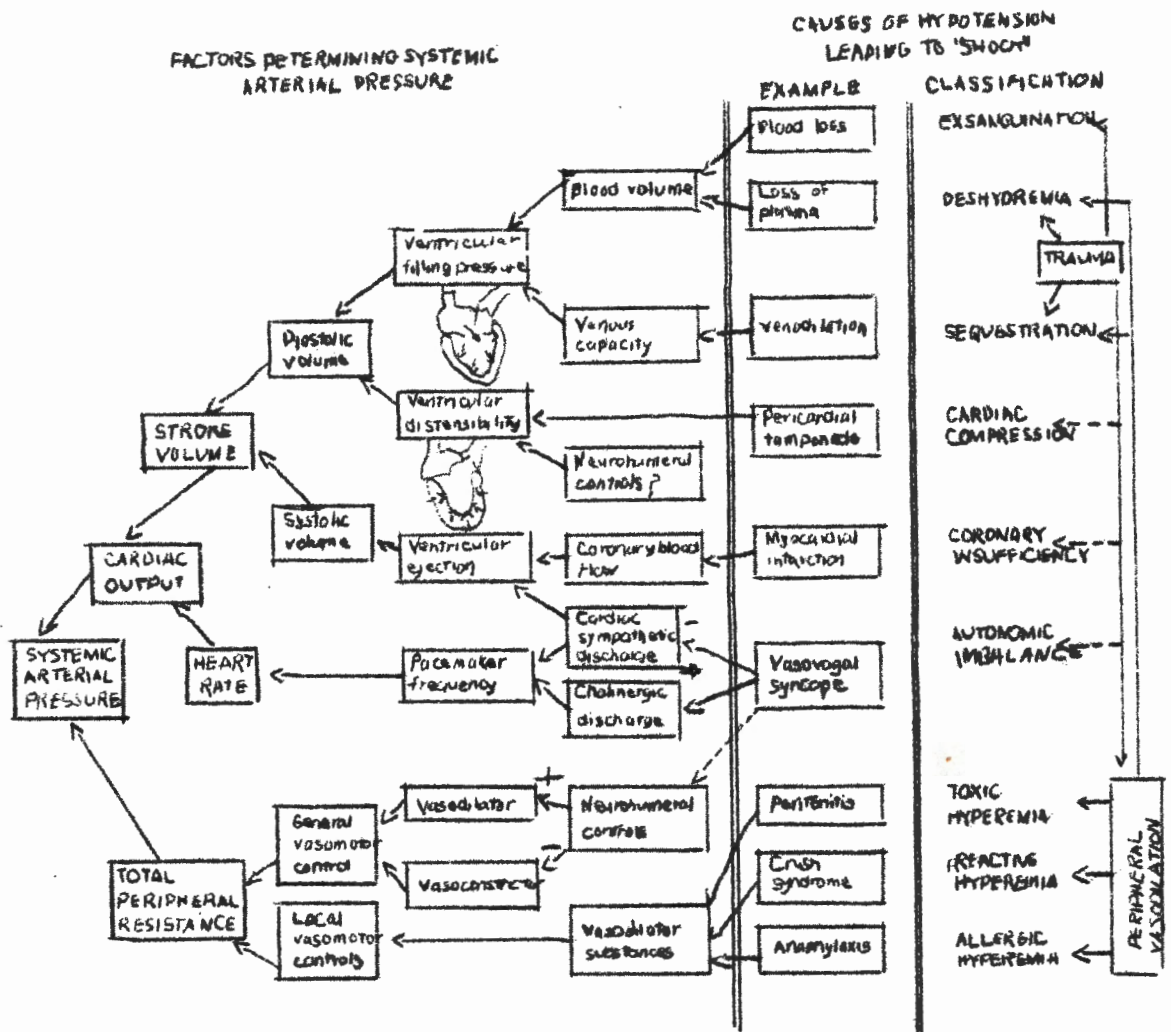 FACTORS DETERMINING SYSTEMIC
ARTERIAL PRESSURE
CAUSES OF HYPOTENSION
LEADING TO "SHOCK"
EXAMPLE
CLASSIFICATION
Blood loss
EXSANGUINATION
Blood volume
Loss of
plasma
DESHYDREMIA
Ventricular
filling pressure
TRAUMA
Diastolic
volume
Venous
capacity
Venodilation
SEQUESTRATION
Ventricular
distensibility
Pericardial
tamponade
CARDIAC
COMPRESSION
STROKE
VOLUME
Neurohumeral
controls?
Systolic
volume
Ventricular
ejection
Coronary blood
flow
Myocardial
infarction
CORONARY
INSUFFICIENCY
CARDIAC
OUTPUT
Cardiac
sympathetic
discharge
-
AUTONOMIC
IMBALANCE
SYSTEMIC
ARTERIAL
PRESSURE
HEART
RATE
Pacemaker
frequency
Vasovagal
syncope
Cholinergic
discharge
+
Vasodilator
Neurohumeral
controls
Peritonitis
TOXIC
HYPEREMIA
General
vasomotor
control
-
Vasoconstrictor
Crush
syndrome
REACTIVE
HYPEREMIA
TOTAL
PERIPHERAL
RESISTANCE
Local
vasomotor
controls
Vasodilator
substances
Anaphylaxis
ALLERGIC
HYPEREMIA
PERIPHERAL
VASODILATION